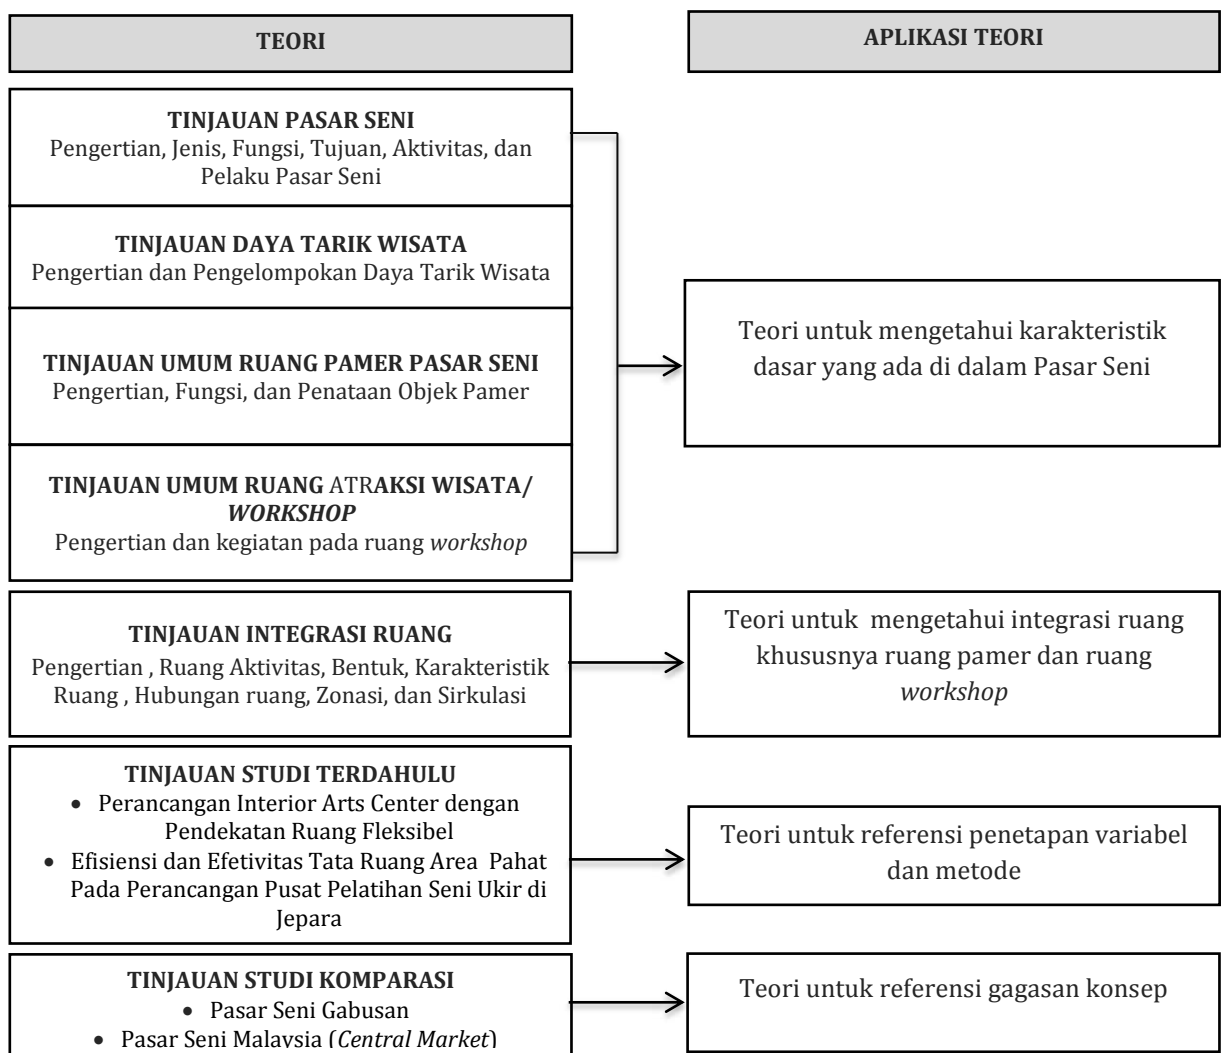 TEORI
APLIKASI TEORI
TINJAUAN PASAR SENI
Pengertian, Jenis, Fungsi, Tujuan, Aktivitas, dan
Pelaku Pasar Seni
TINJAUAN DAYA TARIK WISATA
Pengertian dan Pengelompokan Daya Tarik Wisata
TINJAUAN UMUM RUANG PAMER PASAR SENI
Pengertian, Fungsi, dan Penataan Objek Pamer
TINJAUAN UMUM RUANG ATRAKSI WISATA/
WORKSHOP
Pengertian dan kegiatan pada ruang workshop
Teori untuk mengetahui karakteristik
dasar yang ada di dalam Pasar Seni
TINJAUAN INTEGRASI RUANG
Pengertian , Ruang Aktivitas, Bentuk, Karakteristik
Ruang , Hubungan ruang, Zonasi, dan Sirkulasi
Teori untuk  mengetahui integrasi ruang
khususnya ruang pamer dan ruang
workshop
TINJAUAN STUDI TERDAHULU
• Perancangan Interior Arts Center dengan
Pendekatan Ruang Fleksibel
• Efisiensi dan Efetivitas Tata Ruang Area  Pahat
Pada Perancangan Pusat Pelatihan Seni Ukir di
Jepara
Teori untuk referensi penetapan variabel
dan metode
TINJAUAN STUDI KOMPARASI
• Pasar Seni Gabusan
• Pasar Seni Malaysia (Central Market)
Teori untuk referensi gagasan konsep